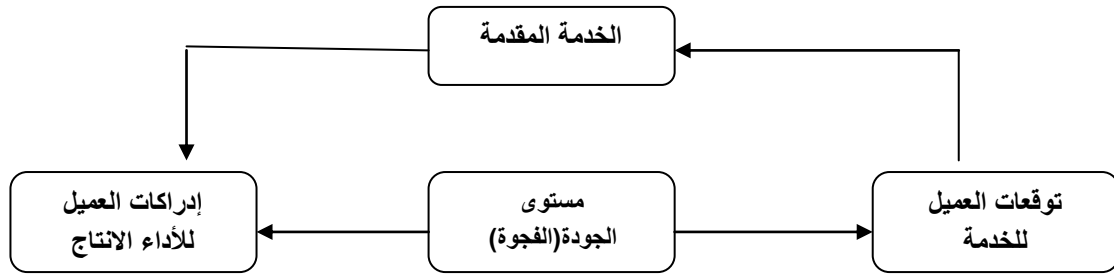 الخدمة المقدمة
توقعات العميل
للخدمة
مستوى
الجودة(الفجوة)
إدراكات العميل
للأداء الانتاج